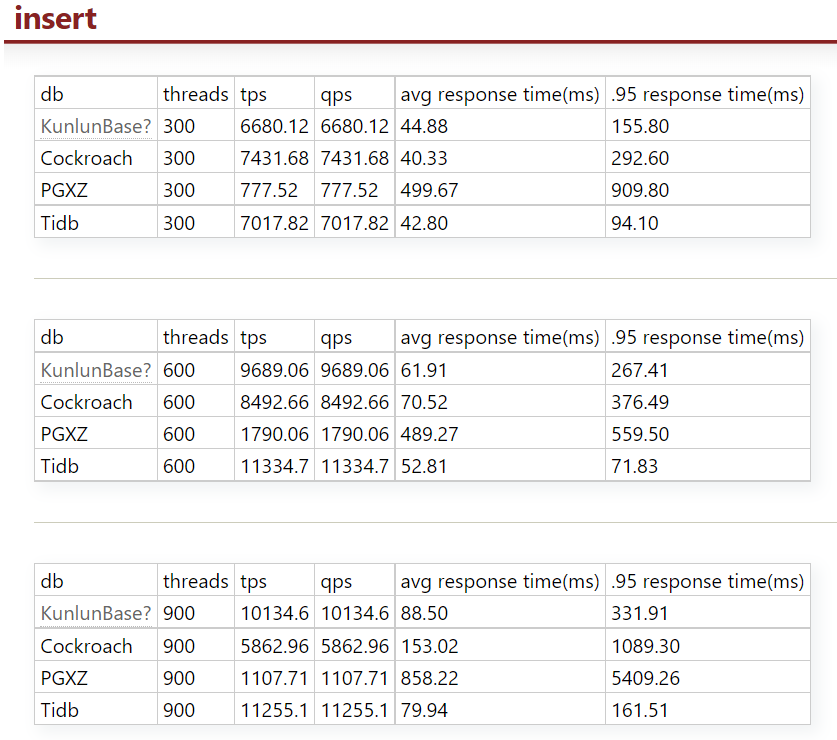 insert
db threads tps qps avg response time(ms) .95 response time(ms)
KunlunBase? 300 6680.12 6680.12 44.88 155.80
Cockroach 300 7431.68 7431.68 40.33 292.60
PGXZ 300 777.52 777.52 499.67 909.80
Tidb 300 7017.82 7017.82 42.80 94.10
db threads tps qps avg response time(ms) .95 response time(ms)
KunlunBase? 600 9689.06 9689.06 61.91 267.41
Cockroach 600 8492.66 8492.66 70.52 376.49
PGXZ 600 1790.06 1790.06 489.27 559.50
Tidb 600 11334.7 11334.7 52.81 71.83
db threads tps qps avg response time(ms) .95 response time(ms)
KunlunBase? 900 10134.6 10134.6 88.50 331.91
Cockroach 900 5862.96 5862.96 153.02 1089.30
PGXZ 900 1107.71 1107.71 858.22 5409.26
Tidb 900 11255.1 11255.1 79.94 161.51